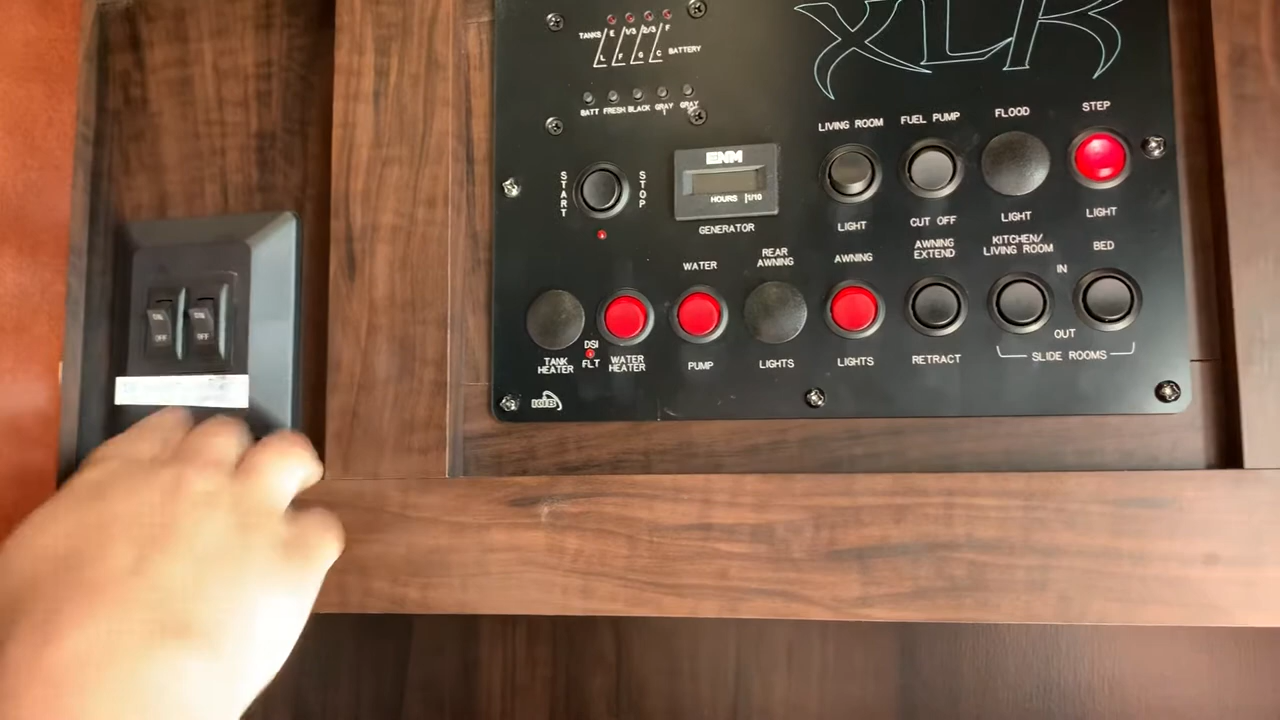 XLR
TANKS E 1/3 2/3 F
L F G C BATTERY
BATT FRESH BLACK GRAY 1 GRAY
START STOP
ENM
HOURS 1/10
GENERATOR
LIVING ROOM
LIGHT
FUEL PUMP
CUT OFF
FLOOD
LIGHT
STEP
LIGHT
TANK
HEATER
DSI
FLT
WATER
HEATER
WATER
PUMP
REAR
AWNING
LIGHTS
AWNING
LIGHTS
AWNING
EXTEND
RETRACT
KITCHEN/
LIVING ROOM
BED
IN
OUT
SLIDE ROOMS
KIB
ON ON
OFF OFF